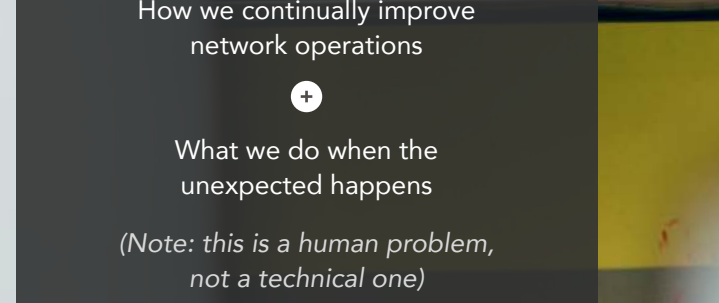 How we continually improve
network operations
+
What we do when the
unexpected happens
(Note: this is a human problem,
not a technical one)